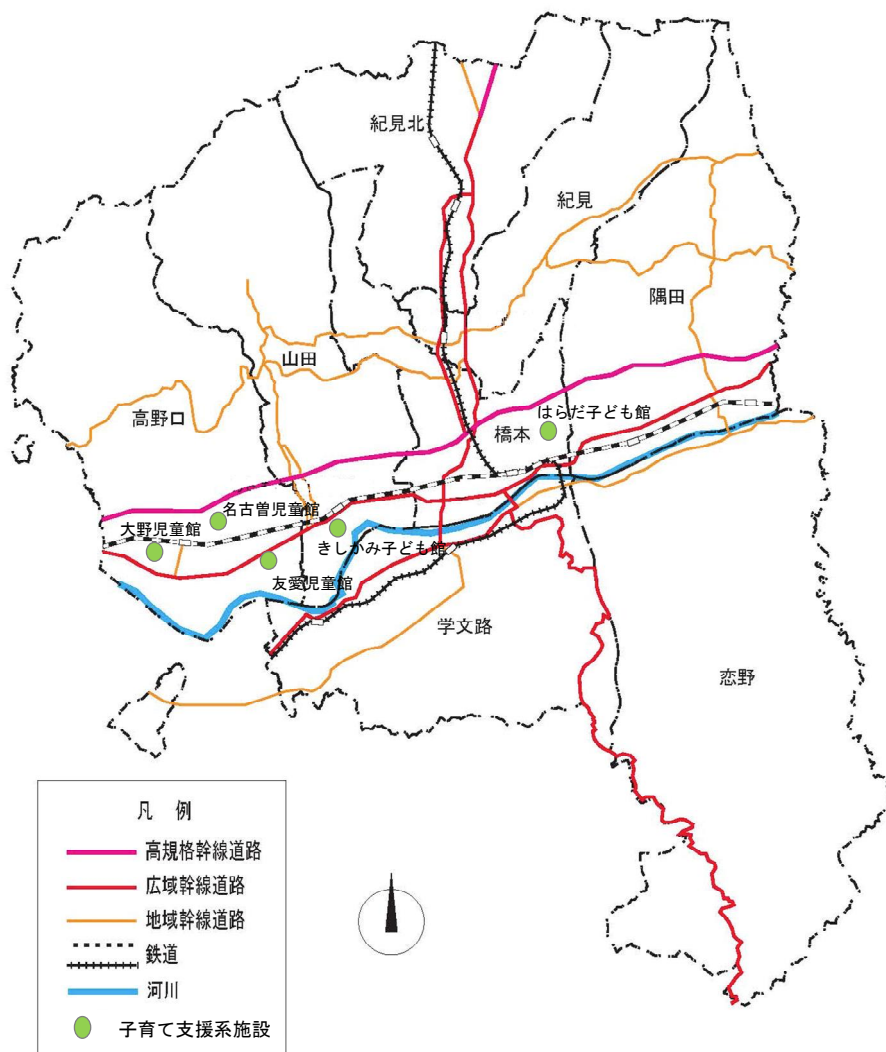 紀見北
紀見
隅田
山田
はらだ子ども館
高野口
橋本
名古曽児童館
大野児童館
きしかみ子ども館
友愛児童館
学文路
恋野
凡 例
高規格幹線道路
広域幹線道路
地域幹線道路
鉄道
河川
子育て支援系施設